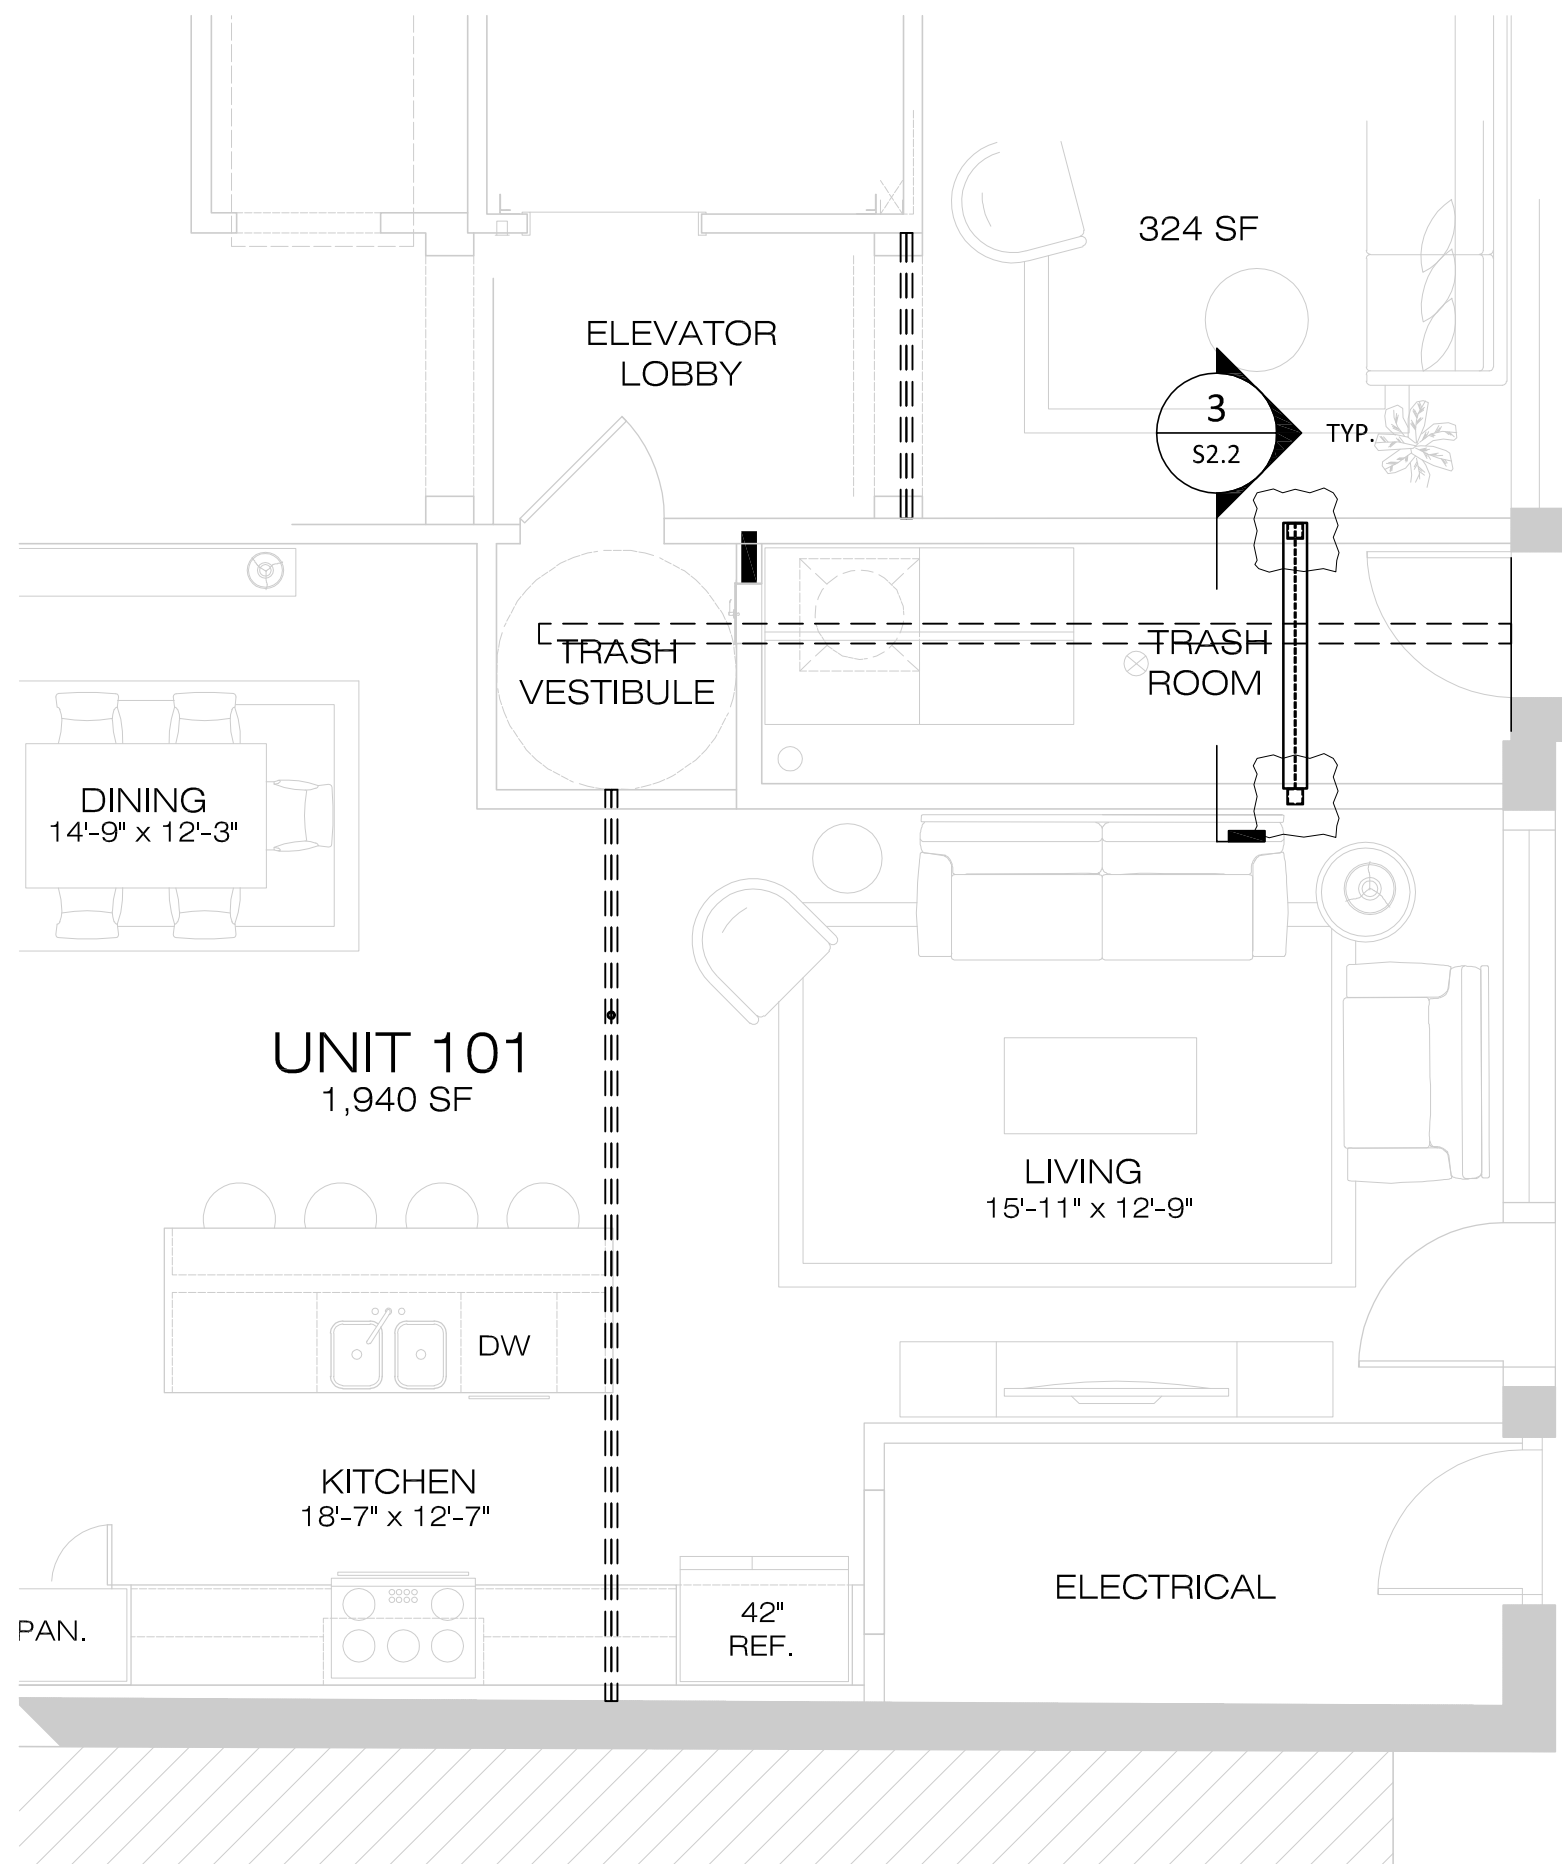 324 SF
ELEVATOR
LOBBY
3
S2.2
TYP.
TRASH
VESTIBULE
TRASH
ROOM
DINING
14'-9" x 12'-3"
UNIT 101
1,940 SF
LIVING
15'-11" x 12'-9"
DW
KITCHEN
18'-7" x 12'-7"
ELECTRICAL
PAN.
42"
REF.